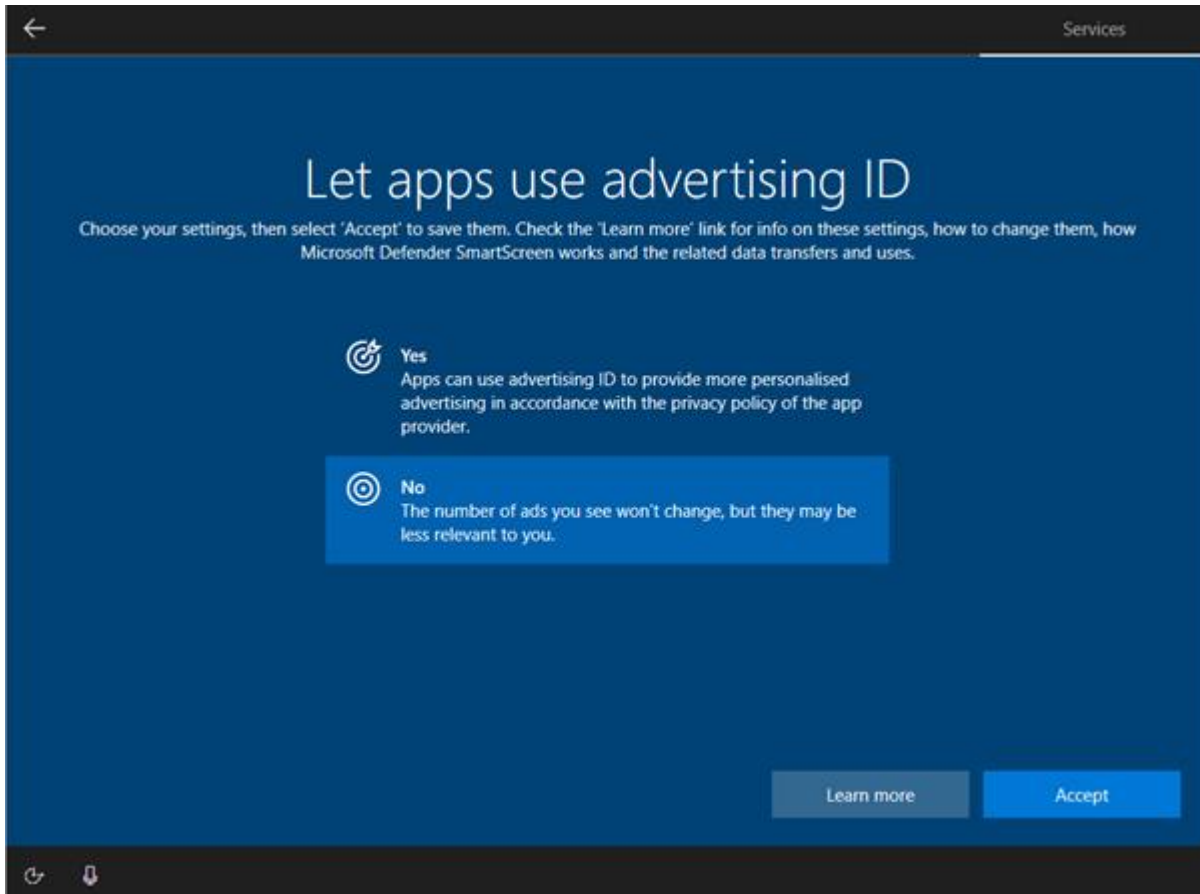 Services
Let apps use advertising ID
Choose your settings, then select 'Accept' to save them. Check the 'Learn more' link for info on these settings, how to change them, how
Microsoft Defender SmartScreen works and the related data transfers and uses.
Yes
Apps can use advertising ID to provide more personalised
advertising in accordance with the privacy policy of the app
provider.
No
The number of ads you see won't change, but they may be
less relevant to you.
Learn more
Accept